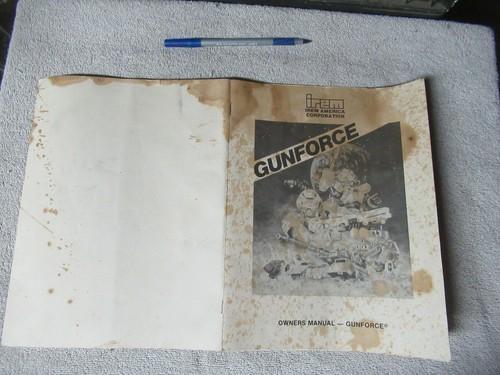 irem
IREM AMERICA
CORPORATION
GUNFORCE
OWNERS MANUAL — GUNFORCE®